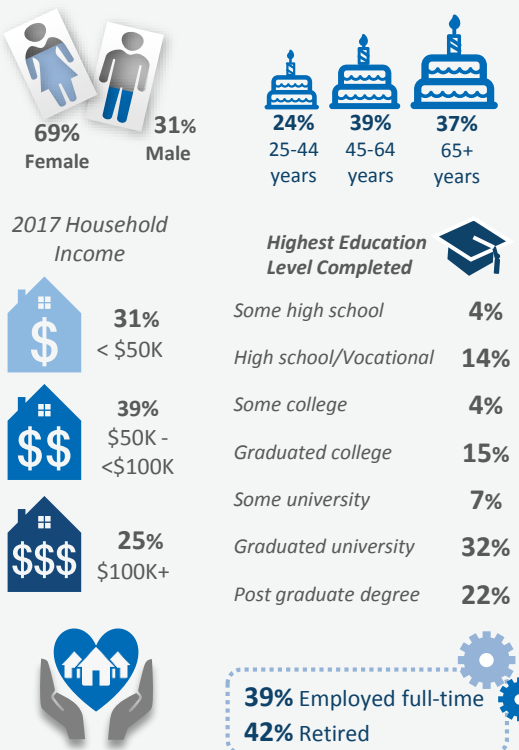 69%
Female
31%
Male
24%
25-44
years
39%
45-64
years
37%
65+
years
2017 Household
Income
$
31%
< $50K
$$
39%
$50K -
<$100K
$$$
25%
$100K+
Highest Education
Level Completed
Some high school 4%
High school/Vocational 14%
Some college 4%
Graduated college 15%
Some university 7%
Graduated university 32%
Post graduate degree 22%
39% Employed full-time
42% Retired